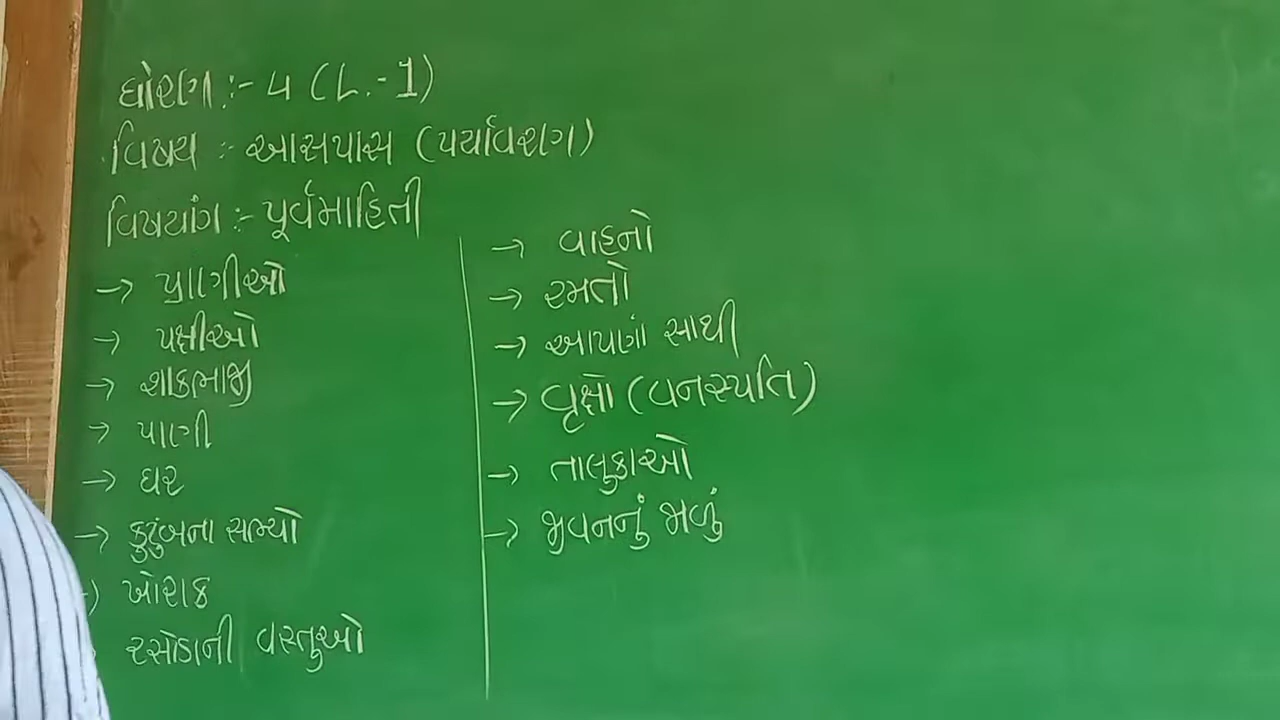 ધોરણ :- ૫ (L.-1)
વિષય :- આસપાસ (પર્યાવરણ)
વિષયાંગ :- પૂર્વમાહિતી
→ પ્રાણીઓ
→ પક્ષીઓ
→ શાકભાજી
→ પાણી
→ ઘર
→ કુટુંબના સભ્યો
→ ખોરાક
રસોડાની વસ્તુઓ
→ વાહનો
→ રમતો
→ આપણાં સાથી
→ વૃક્ષો (વનસ્પતિ)
→ તાલુકાઓ
→ જીવનનું